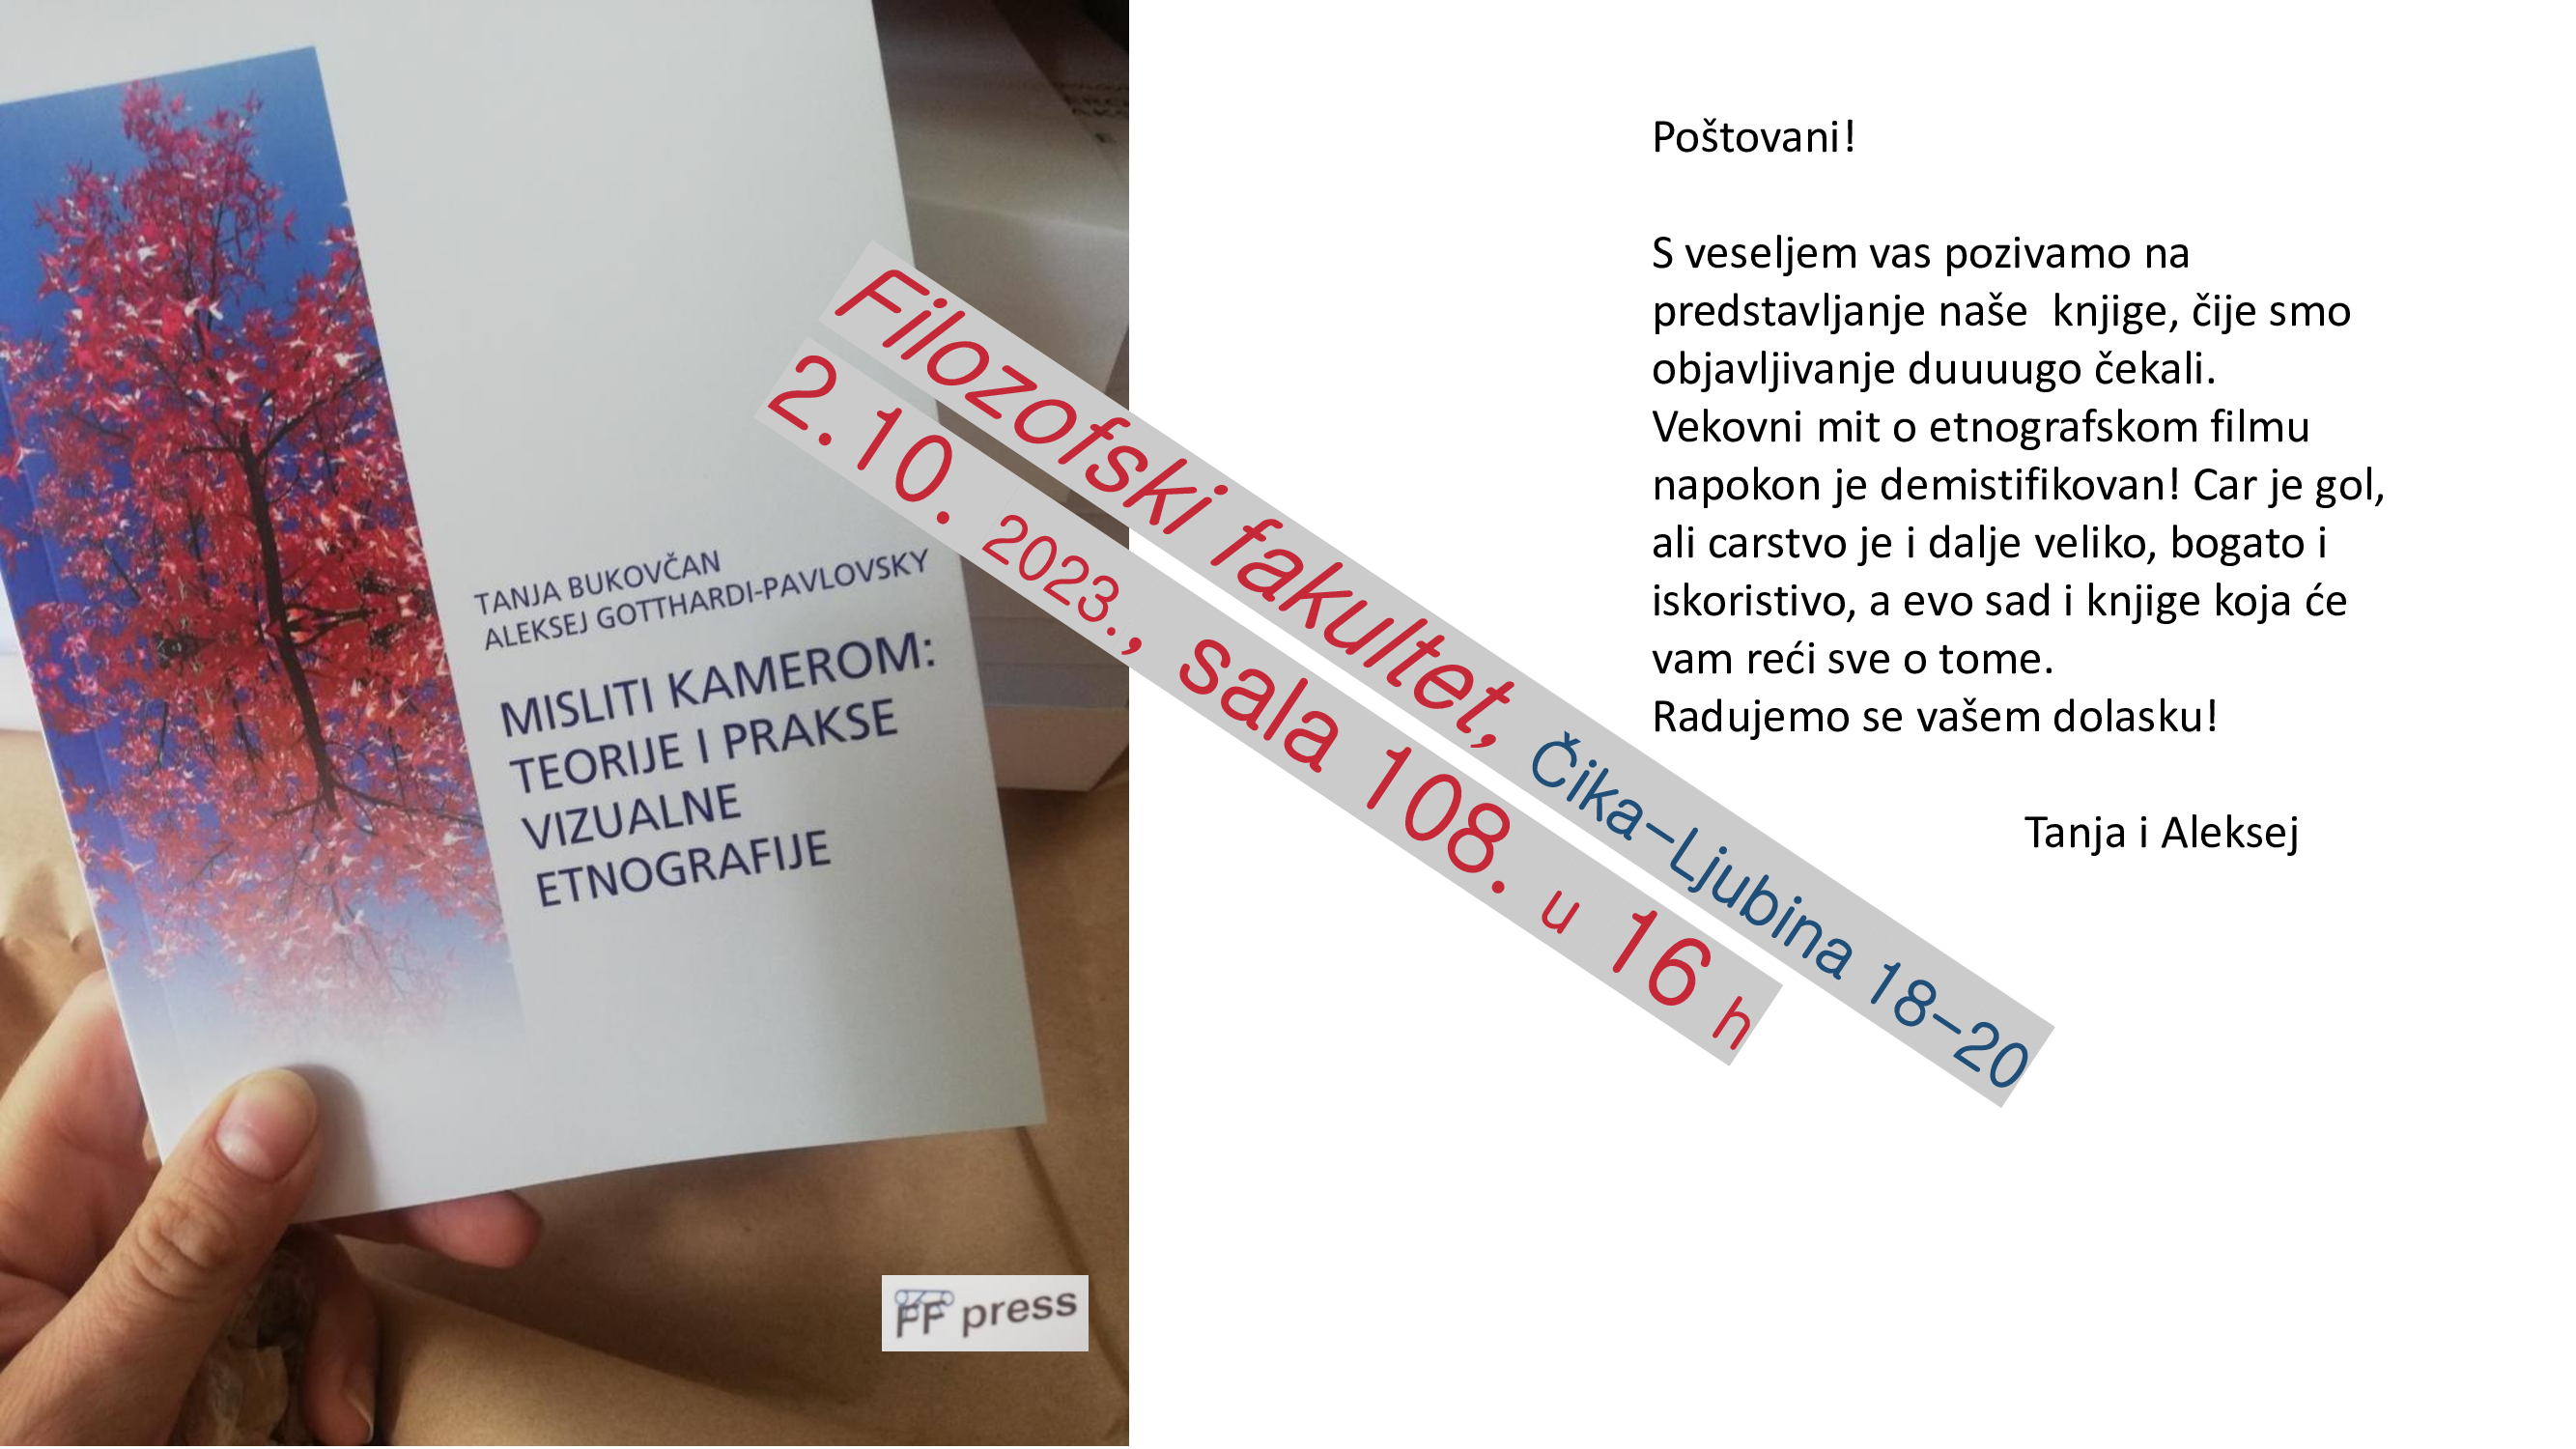 TANJA BUKOVČAN
ALEKSEJ GOTTHARDI-PAVLOVSKY
MISLITI KAMEROM:
TEORIJE I PRAKSE
VIZUALNE
ETNOGRAFIJE
FF press
Filozofski fakultet, Čika-Ljubina 18-20
2.10. 2023., sala 108. u 16 h
Poštovani!
S veseljem vas pozivamo na
predstavljanje naše knjige, čije smo
objavljivanje duuuugo čekali.
Vekovni mit o etnografskom filmu
napokon je demistifikovan! Car je gol,
ali carstvo je i dalje veliko, bogato i
iskoristivo, a evo sad i knjige koja će
vam reći sve o tome.
Radujemo se vašem dolasku!
Tanja i Aleksej